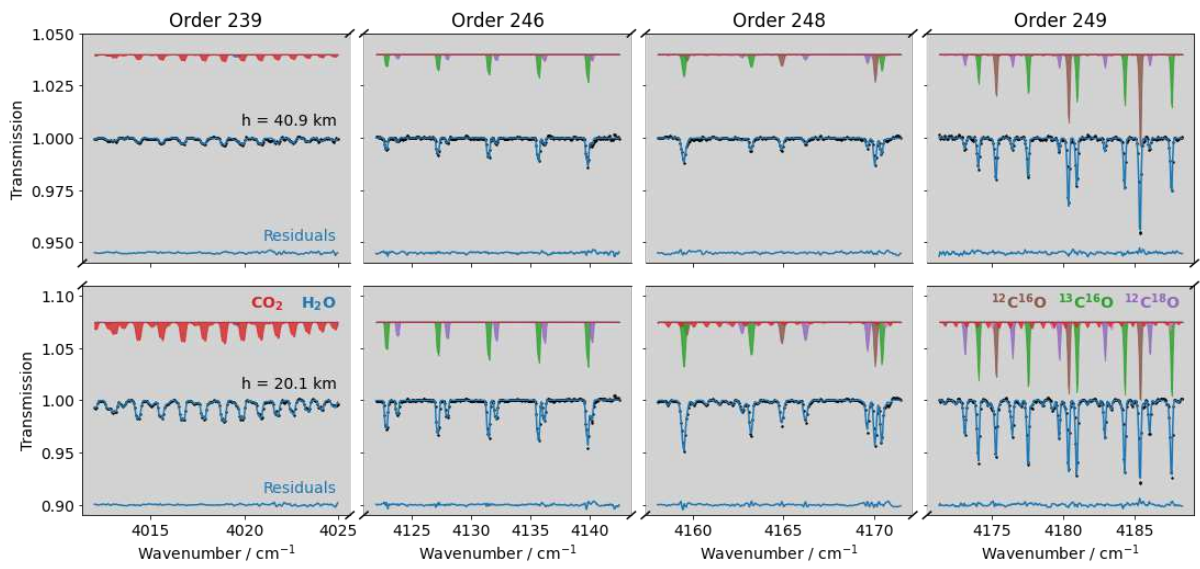 Order 239
Order 246
Order 248
Order 249
1.050
1.025
1.000
0.975
0.950
Transmission
h = 40.9 km
Residuals
1.10
1.05
1.00
0.95
0.90
Transmission
CO₂ H₂O
¹²C¹⁶O ¹³C¹⁶O ¹²C¹⁸O
h = 20.1 km
Residuals
4015 4020 4025
4125 4130 4135 4140
4160 4165 4170
4175 4180 4185
Wavenumber / cm⁻¹
Wavenumber / cm⁻¹
Wavenumber / cm⁻¹
Wavenumber / cm⁻¹